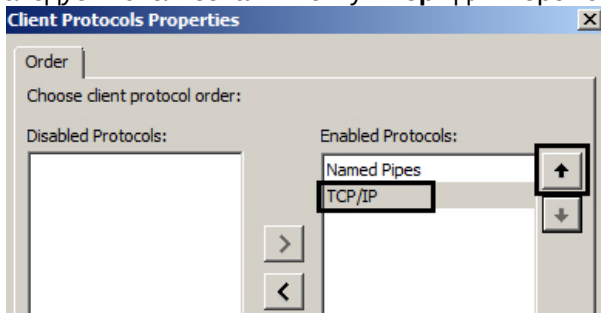 Client Protocols Properties
Order
Choose client protocol order:
Disabled Protocols:
Enabled Protocols:
Named Pipes
TCP/IP